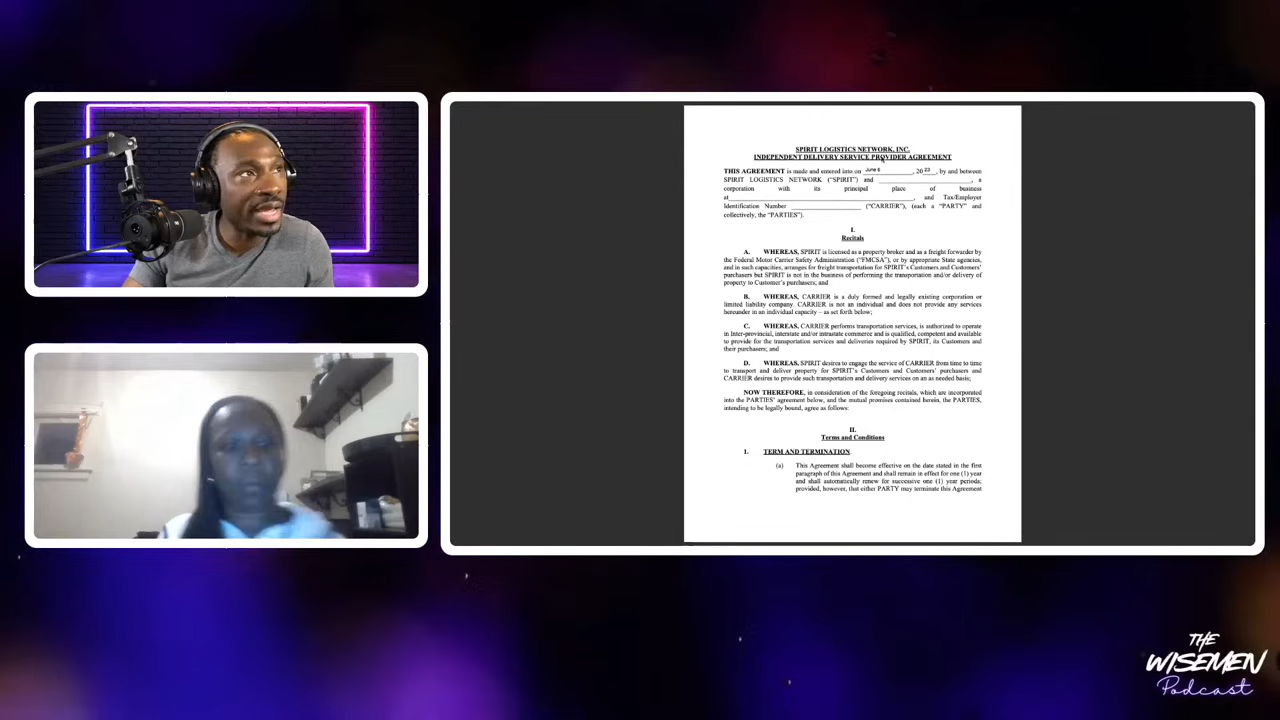 SPIRIT LOGISTICS NETWORK, INC.
INDEPENDENT DELIVERY SERVICE PROVIDER AGREEMENT
THIS AGREEMENT is made and entered into on June 6, 2023, by and between
SPIRIT LOGISTICS NETWORK ("SPIRIT") and ____________________, a
corporation with its principal place of business
at____________________, and Tax/Employer
Identification Number ____________________ ("CARRIER"), (each a "PARTY" and
collectively, the "PARTIES").
I.
Recitals
A. WHEREAS, SPIRIT is licensed as a property broker and as a freight forwarder by
the Federal Motor Carrier Safety Administration ("FMCSA"), or by appropriate State agencies,
and in such capacities, arranges for freight transportation for SPIRIT's Customers and Customers'
purchasers but SPIRIT is not in the business of performing the transportation and/or delivery of
property to Customer's purchasers; and
B. WHEREAS, CARRIER is a duly formed and legally existing corporation or
limited liability company. CARRIER is not an individual and does not provide any services
hereunder in an individual capacity – as set forth below;
C. WHEREAS, CARRIER performs transportation services, is authorized to operate
in Inter-provincial, interstate and/or intrastate commerce and is qualified, competent and available
to provide for the transportation services and deliveries required by SPIRIT, its Customers and
their purchasers; and
D. WHEREAS, SPIRIT desires to engage the service of CARRIER from time to time
to transport and deliver property for SPIRIT's Customers and Customers' purchasers and
CARRIER desires to provide such transportation and delivery services on an as needed basis;
NOW THEREFORE, in consideration of the foregoing recitals, which are incorporated
into the PARTIES' agreement below, and the mutual promises contained herein, the PARTIES,
intending to be legally bound, agree as follows:
II.
Terms and Conditions
1. TERM AND TERMINATION.
(a) This Agreement shall become effective on the date stated in the first
paragraph of this Agreement and shall remain in effect for one (1) year
and shall automatically renew for successive one (1) year periods;
provided, however, that either PARTY may terminate this Agreement
THE
WISEMEN
Podcast